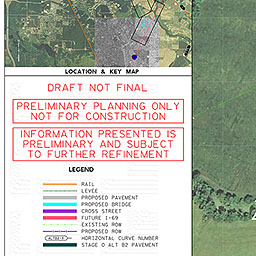 LOCATION & KEY MAP
DRAFT NOT FINAL
PRELIMINARY PLANNING ONLY
NOT FOR CONSTRUCTION
INFORMATION PRESENTED IS
PRELIMINARY AND SUBJECT
TO FURTHER REFINEMENT
LEGEND
RAIL
LEVEE
PROPOSED PAVEMENT
PROPOSED BRIDGE
CROSS STREET
FUTURE I-69
EXISTING ROW
PROPOSED ROW
HORIZONTAL CURVE NUMBER
STAGE 0 ALT B2 PAVEMENT